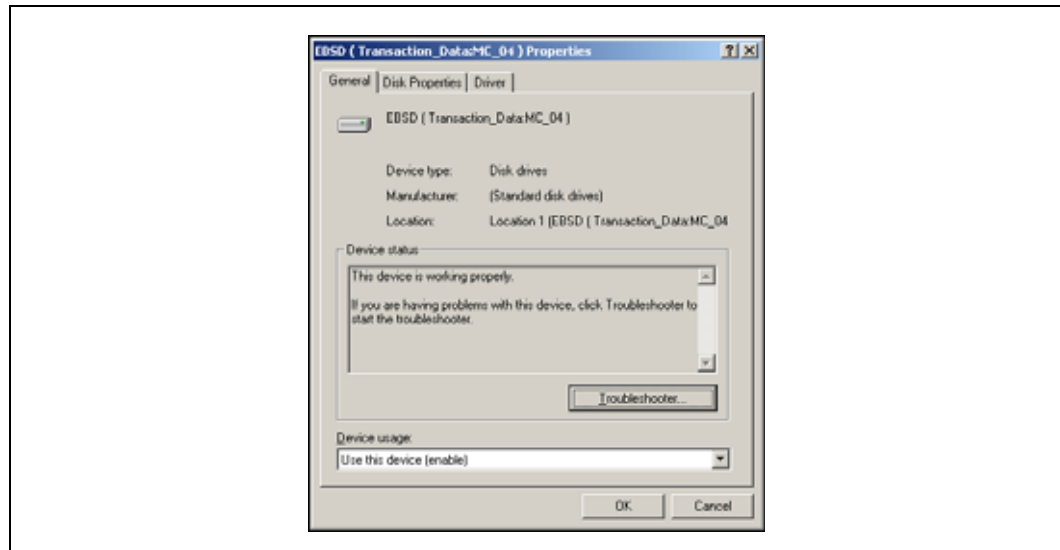 EBSD ( Transaction_Data:MC_04 ) Properties
General Disk Properties Driver
EBSD ( Transaction_Data:MC_04 )
Device type: Disk drives
Manufacturer: (Standard disk drives)
Location: Location 1 (EBSD ( Transaction_Data:MC_04
Device status
This device is working properly.
If you are having problems with this device, click Troubleshooter to
start the troubleshooter.
Troubleshooter...
Device usage:
Use this device (enable)
OK Cancel